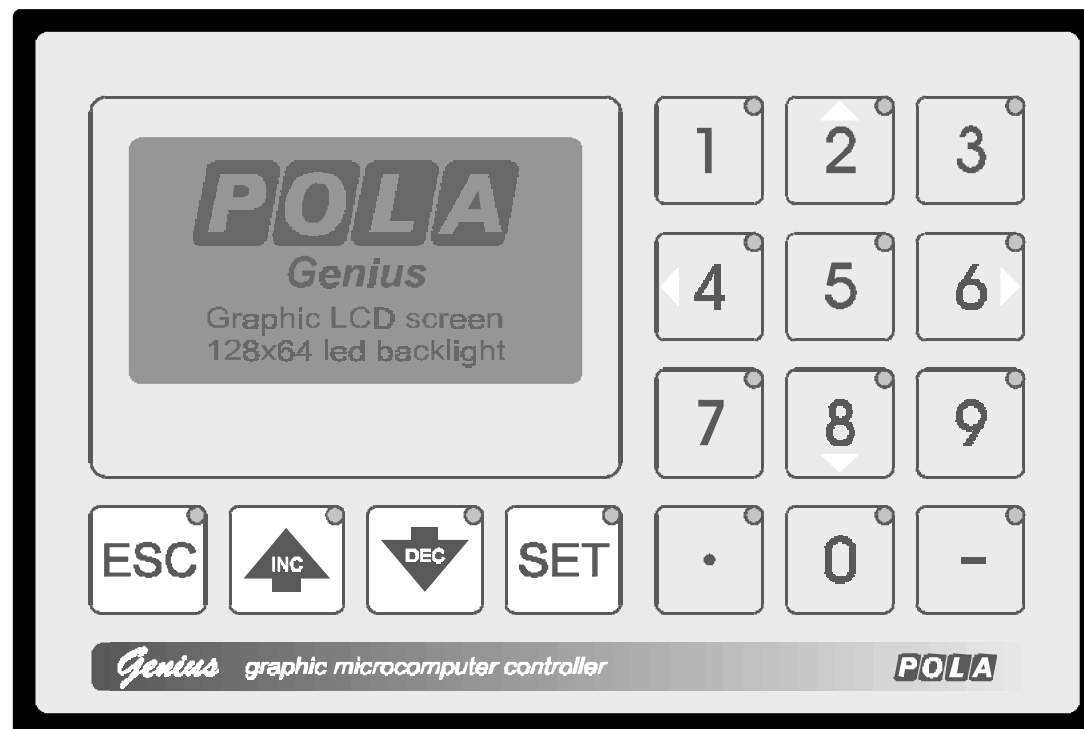 POLA
Genius
Graphic LCD screen
128x64 led backlight
1 2 3
4 5 6
7 8 9
. 0 -
ESC INC DEC SET
Genius graphic microcomputer controller POLA